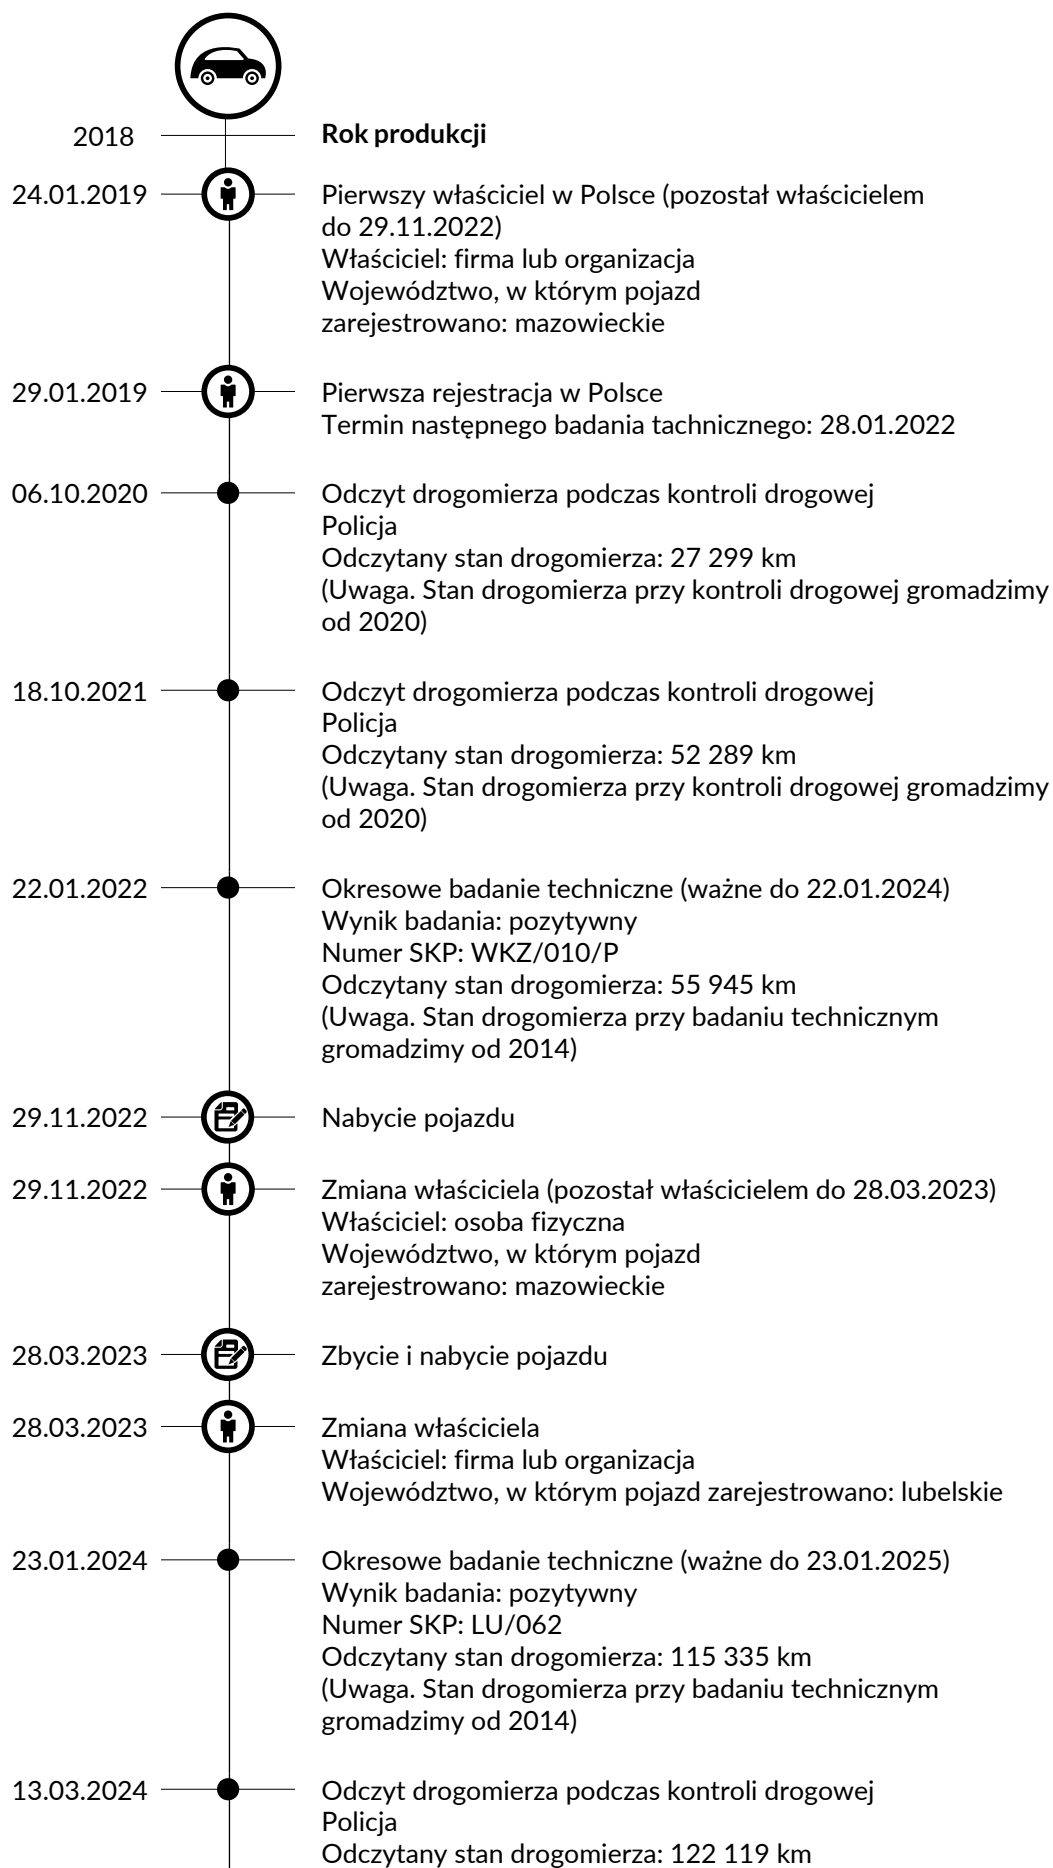 2018 Rok produkcji
24.01.2019 Pierwszy właściciel w Polsce (pozostał właścicielem
do 29.11.2022)
Właściciel: firma lub organizacja
Województwo, w którym pojazd
zarejestrowano: mazowieckie
29.01.2019 Pierwsza rejestracja w Polsce
Termin następnego badania tachnicznego: 28.01.2022
06.10.2020 Odczyt drogomierza podczas kontroli drogowej
Policja
Odczytany stan drogomierza: 27 299 km
(Uwaga. Stan drogomierza przy kontroli drogowej gromadzimy
od 2020)
18.10.2021 Odczyt drogomierza podczas kontroli drogowej
Policja
Odczytany stan drogomierza: 52 289 km
(Uwaga. Stan drogomierza przy kontroli drogowej gromadzimy
od 2020)
22.01.2022 Okresowe badanie techniczne (ważne do 22.01.2024)
Wynik badania: pozytywny
Numer SKP: WKZ/010/P
Odczytany stan drogomierza: 55 945 km
(Uwaga. Stan drogomierza przy badaniu technicznym
gromadzimy od 2014)
29.11.2022 Nabycie pojazdu
29.11.2022 Zmiana właściciela (pozostał właścicielem do 28.03.2023)
Właściciel: osoba fizyczna
Województwo, w którym pojazd
zarejestrowano: mazowieckie
28.03.2023 Zbycie i nabycie pojazdu
28.03.2023 Zmiana właściciela
Właściciel: firma lub organizacja
Województwo, w którym pojazd zarejestrowano: lubelskie
23.01.2024 Okresowe badanie techniczne (ważne do 23.01.2025)
Wynik badania: pozytywny
Numer SKP: LU/062
Odczytany stan drogomierza: 115 335 km
(Uwaga. Stan drogomierza przy badaniu technicznym
gromadzimy od 2014)
13.03.2024 Odczyt drogomierza podczas kontroli drogowej
Policja
Odczytany stan drogomierza: 122 119 km